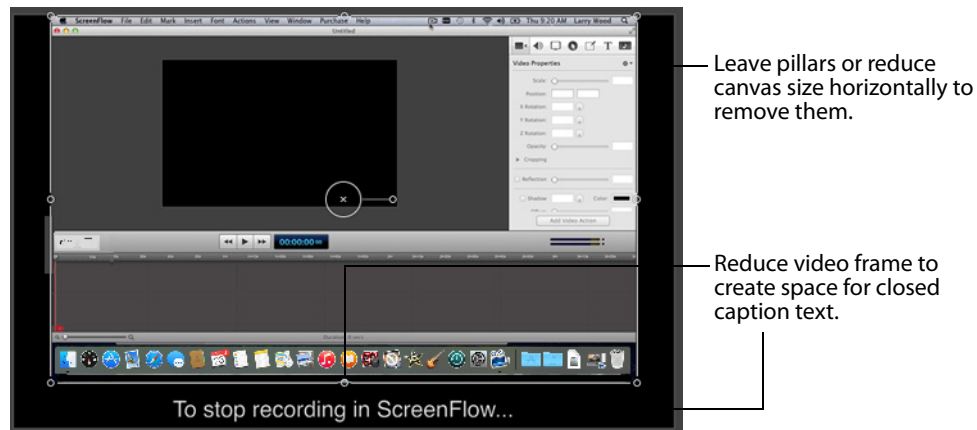 ScreenFlow File Edit Mark Insert Font Actions View Window Purchase Help Thu 9:20 AM Larry Wood
Untitled
Video Properties
Scale:
Position:
X Rotation:
Y Rotation:
Z Rotation:
Opacity:
Cropping
Reflection:
Shadow Color:
Add Video Action
00:00:00
To stop recording in ScreenFlow...
Leave pillars or reduce
canvas size horizontally to
remove them.
Reduce video frame to
create space for closed
caption text.